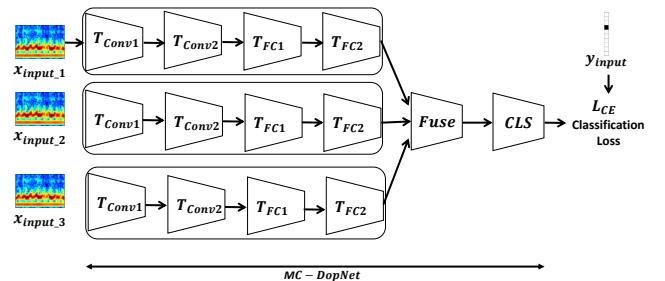 T_Conv1 T_Conv2 T_FC1 T_FC2
x_input_1
y_input
T_Conv1 T_Conv2 T_FC1 T_FC2 Fuse CLS L_CE
Classification
Loss
x_input_2
T_Conv1 T_Conv2 T_FC1 T_FC2
x_input_3
MC - DopNet